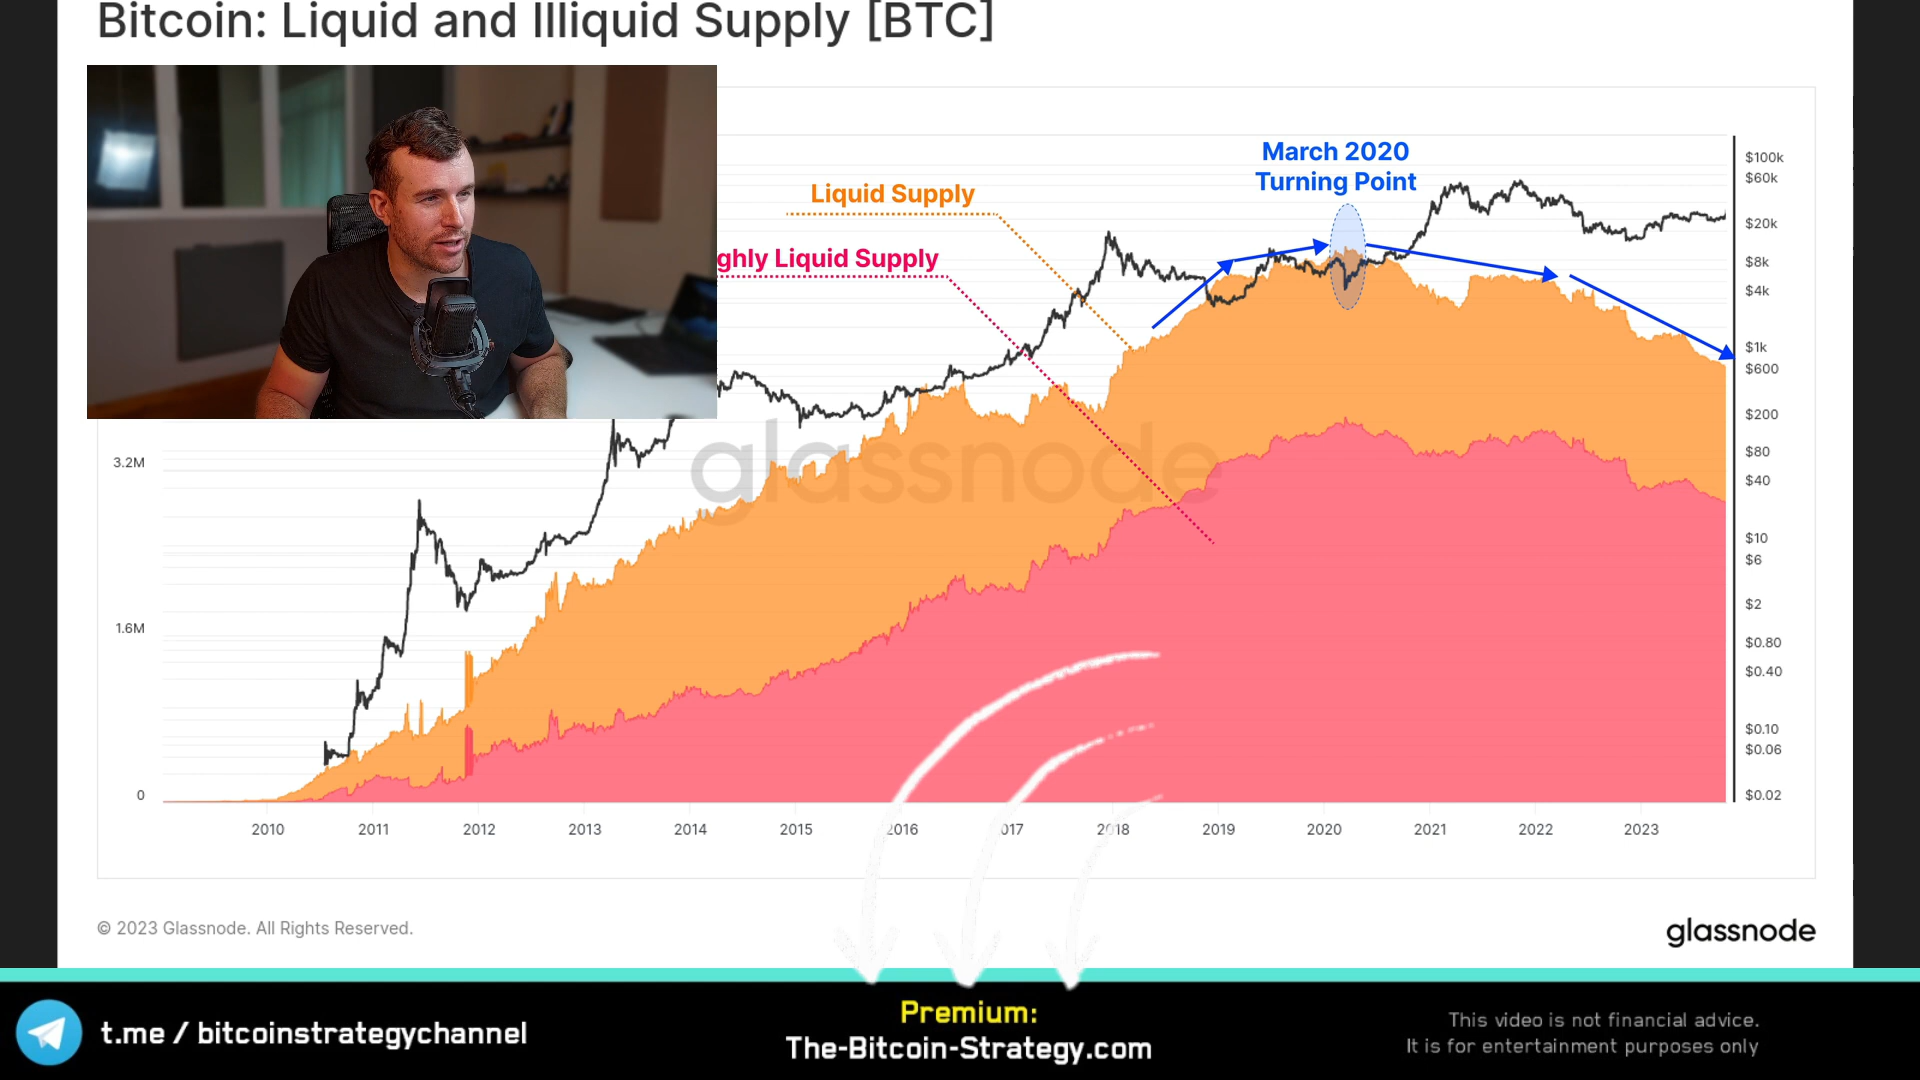 Bitcoin: Liquid and Illiquid Supply [BTC]
March 2020
Turning Point
Liquid Supply
ghly Liquid Supply
glassnode
3.2M
1.6M
0
$100k
$60k
$20k
$8k
$4k
$1k
$600
$200
$80
$40
$10
$6
$2
$0.80
$0.40
$0.10
$0.06
$0.02
2010 2011 2012 2013 2014 2015 2016 2017 2018 2019 2020 2021 2022 2023
© 2023 Glassnode. All Rights Reserved.
glassnode
t.me / bitcoinstrategychannel
Premium:
The-Bitcoin-Strategy.com
This video is not financial advice.
It is for entertainment purposes only